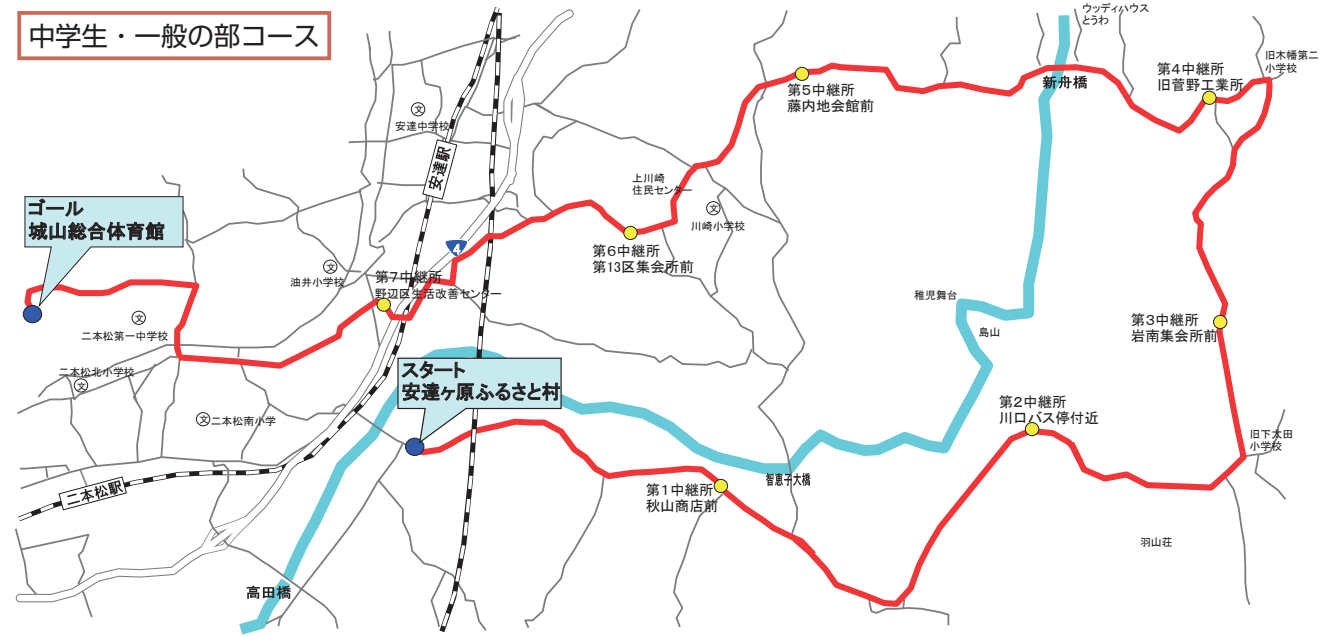 中学生・一般の部コース
ウッディハウス
とうわ
旧木幡第二
小学校
第4中継所
旧菅野工業所
新舟橋
第5中継所
藤内地会館前
安達中学校
文
安達駅
上川崎
住民センター
文
川崎小学校
ゴール
城山総合体育館
4
第6中継所
第13区集会所前
文
油井小学校
第7中継所
野辺区生活改善センター
稚児舞台
島山
第3中継所
岩南集会所前
文
二本松第一中学校
二本松北小学校
文
スタート
安達ヶ原ふるさと村
第2中継所
川口バス停付近
文
二本松南小学
旧下太田
小学校
智恵子大橋
第1中継所
秋山商店前
二本松駅
羽山荘
高田橋